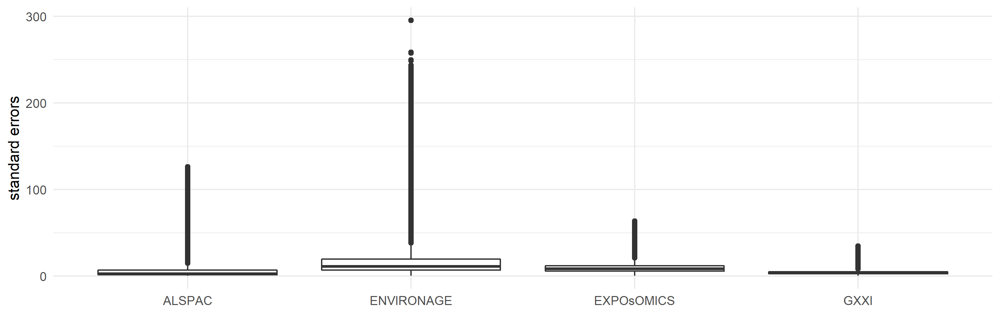 standard errors
300
200
100
0
ALSPAC ENVIRONAGE EXPOsOMICS GXXI